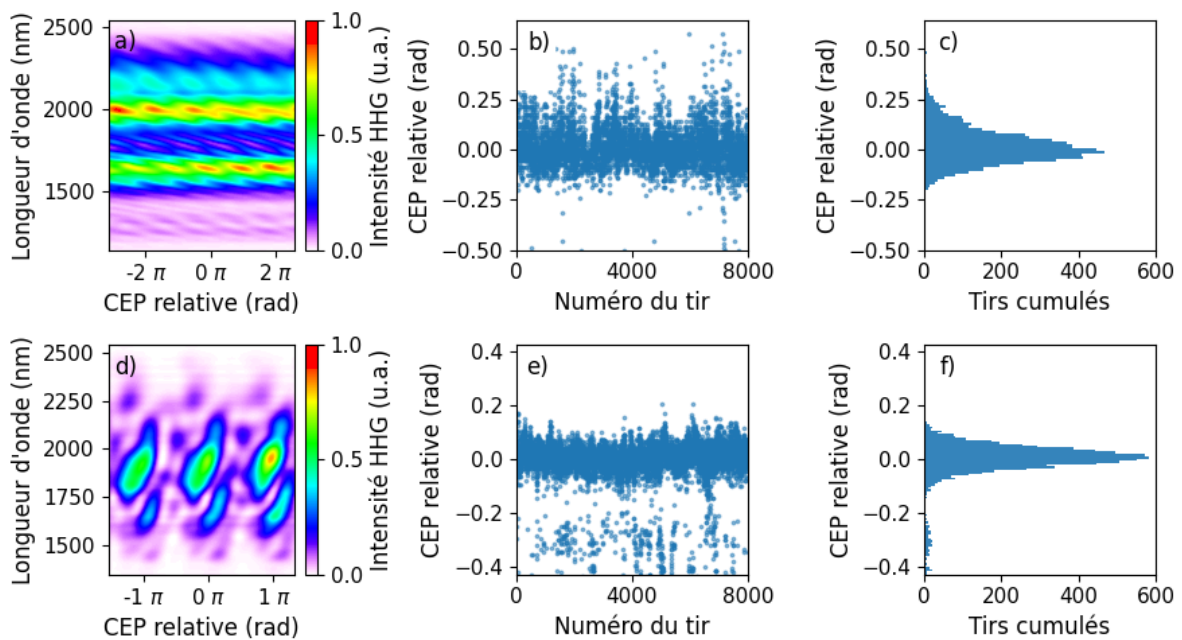 a)
2500
2000
1500
Longueur d'onde (nm)
-2 π 0 π 2 π
CEP relative (rad)
1.0
0.5
0.0
Intensité HHG (u.a.)
b)
0.50
0.25
0.00
−0.25
−0.50
CEP relative (rad)
0 4000 8000
Numéro du tir
c)
0.50
0.25
0.00
−0.25
−0.50
CEP relative (rad)
0 200 400 600
Tirs cumulés
d)
2500
2250
2000
1750
1500
Longueur d'onde (nm)
-1 π 0 π 1 π
CEP relative (rad)
1.0
0.5
0.0
Intensité HHG (u.a.)
e)
0.4
0.2
0.0
−0.2
−0.4
CEP relative (rad)
0 4000 8000
Numéro du tir
f)
0.4
0.2
0.0
−0.2
−0.4
CEP relative (rad)
0 200 400 600
Tirs cumulés